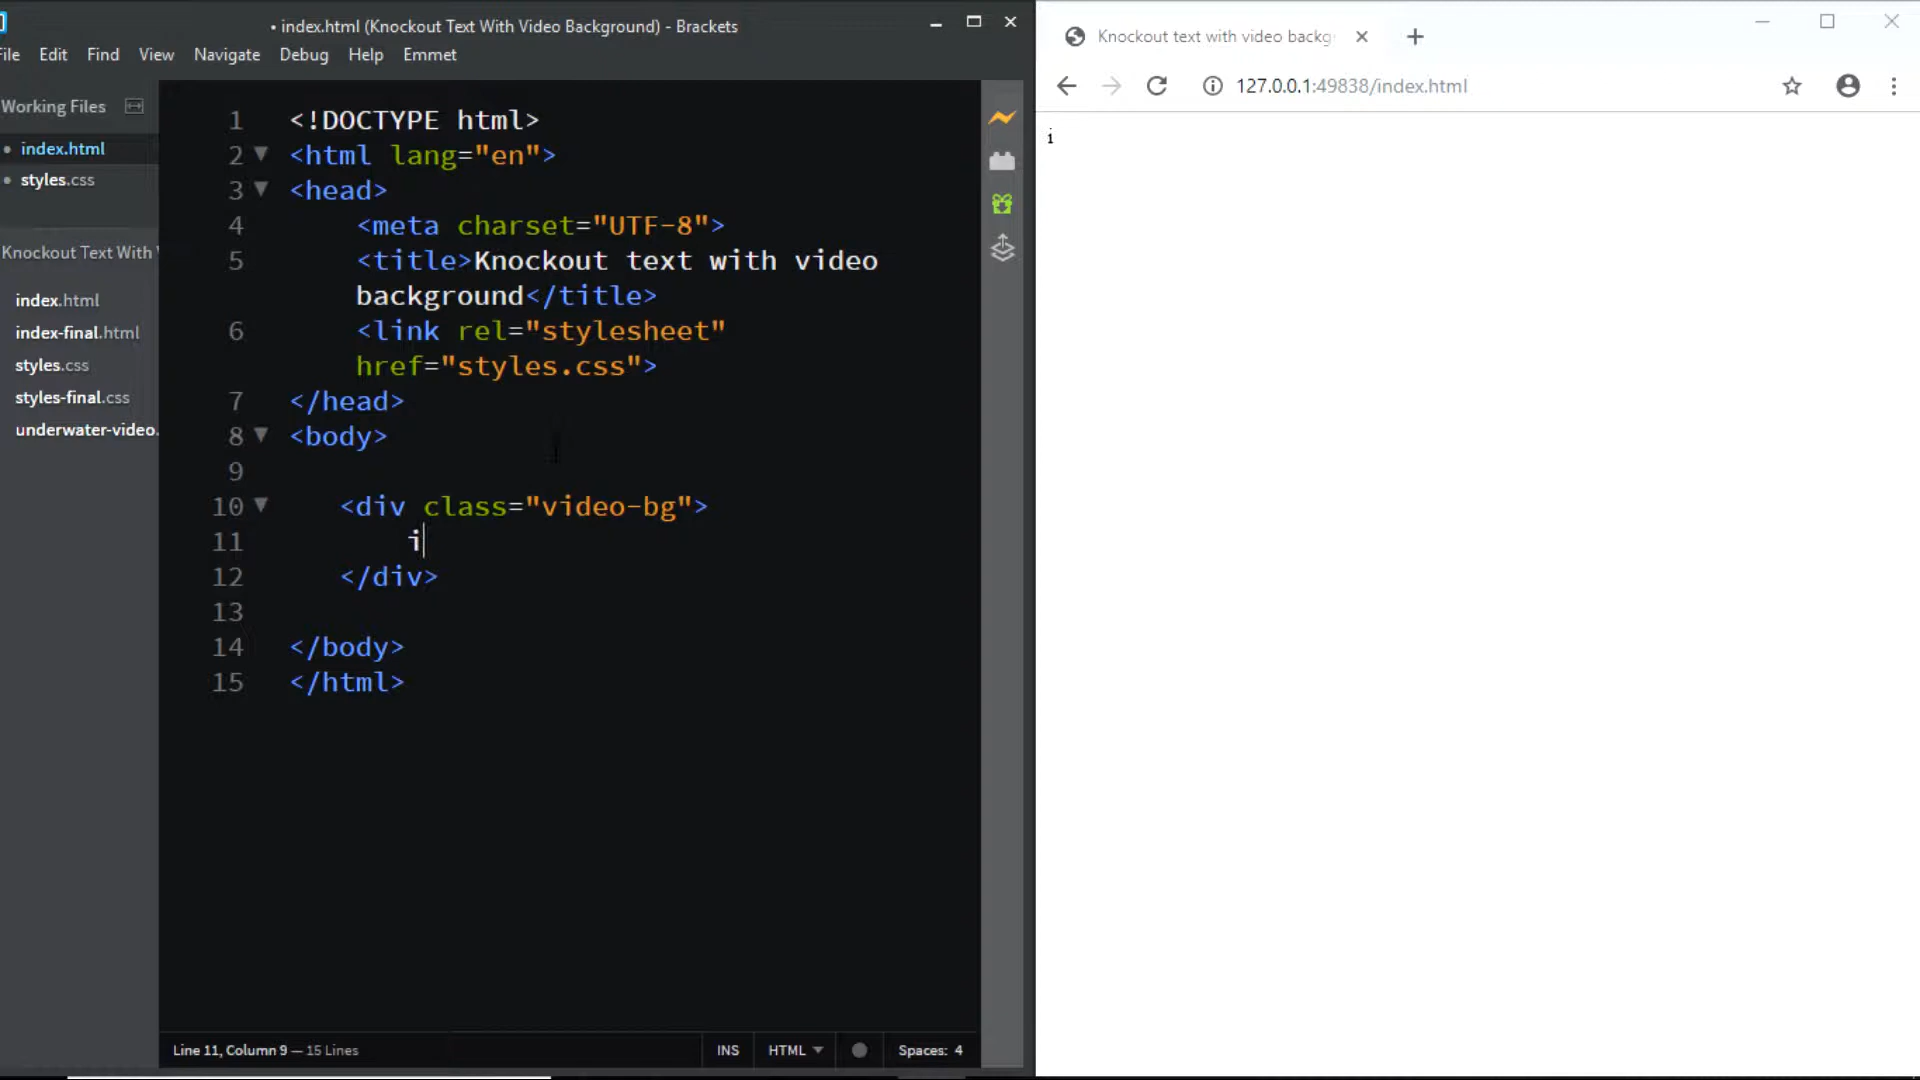 • index.html (Knockout Text With Video Background) - Brackets
File Edit Find View Navigate Debug Help Emmet
Working Files
index.html
styles.css
Knockout Text With
index.html
index-final.html
styles.css
styles-final.css
underwater-video.
1 <!DOCTYPE html>
2 <html lang="en">
3 <head>
4 <meta charset="UTF-8">
5 <title>Knockout text with video
background</title>
6 <link rel="stylesheet"
href="styles.css">
7 </head>
8 <body>
9
10 <div class="video-bg">
11 i
12 </div>
13
14 </body>
15 </html>
Line 11, Column 9 — 15 Lines
INS HTML Spaces: 4
Knockout text with video backg
127.0.0.1:49838/index.html
i